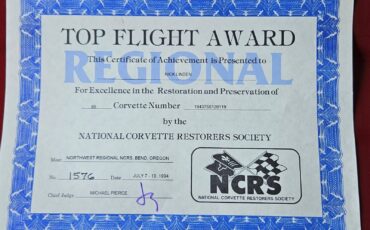 TOP FLIGHT AWARD
This Certificate of Achievement is Presented to
REGIONAL
For Excellence in the Restoration and Preservation of
Corvette Number
by the
NATIONAL CORVETTE RESTORERS SOCIETY
Meet NORTHWEST REGIONAL NCRS, BEND, OREGON
No. 1576 Date JULY 7 - 10, 1994
Chief Judge MICHAEL PIERCE
NCRS
NATIONAL CORVETTE RESTORERS SOCIETY